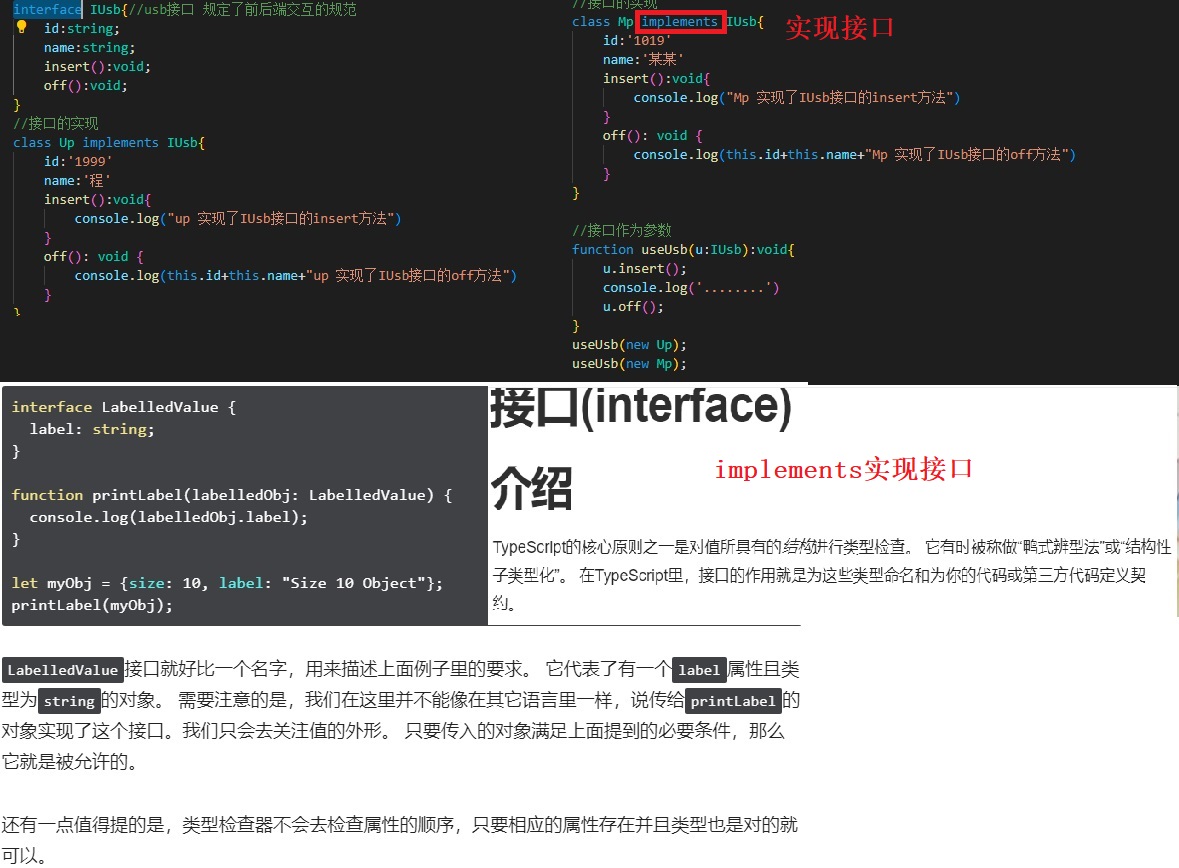 interface IUsb{//usb接口 规定了前后端交互的规范
id:string;
name:string;
insert():void;
off():void;
}
//接口的实现
class Up implements IUsb{
id:'1999'
name:'程'
insert():void{
console.log("up 实现了IUsb接口的insert方法")
}
off(): void {
console.log(this.id+this.name+"up 实现了IUsb接口的off方法")
}
}
//接口的实现
class Mp implements IUsb{
实现接口
id:'1019'
name:'某某'
insert():void{
console.log("Mp 实现了IUsb接口的insert方法")
}
off(): void {
console.log(this.id+this.name+"Mp 实现了IUsb接口的off方法")
}
}
//接口作为参数
function useUsb(u:IUsb):void{
u.insert();
console.log('........')
u.off();
}
useUsb(new Up);
useUsb(new Mp);
interface LabelledValue {
label: string;
}
function printLabel(labelledObj: LabelledValue) {
console.log(labelledObj.label);
}
let myObj = {size: 10, label: "Size 10 Object"};
printLabel(myObj);
接口(interface)
介绍
implements实现接口
TypeScript的核心原则之一是对值所具有的结构进行类型检查。 它有时被称做“鸭式辨型法”或“结构性
子类型化”。 在TypeScript里，接口的作用就是为这些类型命名和为你的代码或第三方代码定义契
约。
LabelledValue接口就好比一个名字，用来描述上面例子里的要求。 它代表了有一个label属性且类
型为string的对象。 需要注意的是，我们在这里并不能像在其它语言里一样，说传给printLabel的
对象实现了这个接口。我们只会去关注值的外形。 只要传入的对象满足上面提到的必要条件，那么
它就是被允许的。
还有一点值得提的是，类型检查器不会去检查属性的顺序，只要相应的属性存在并且类型也是对的就
可以。